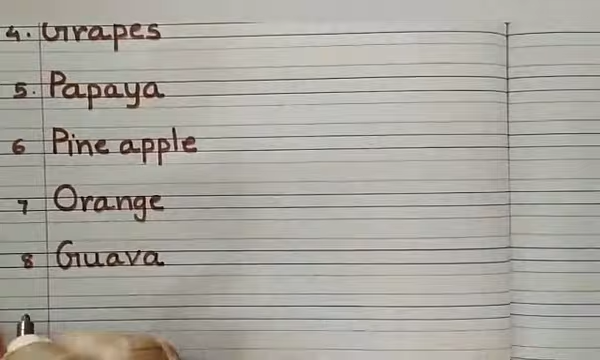 4. Grapes
5. Papaya
6 Pine apple
7 Orange
8 Guava